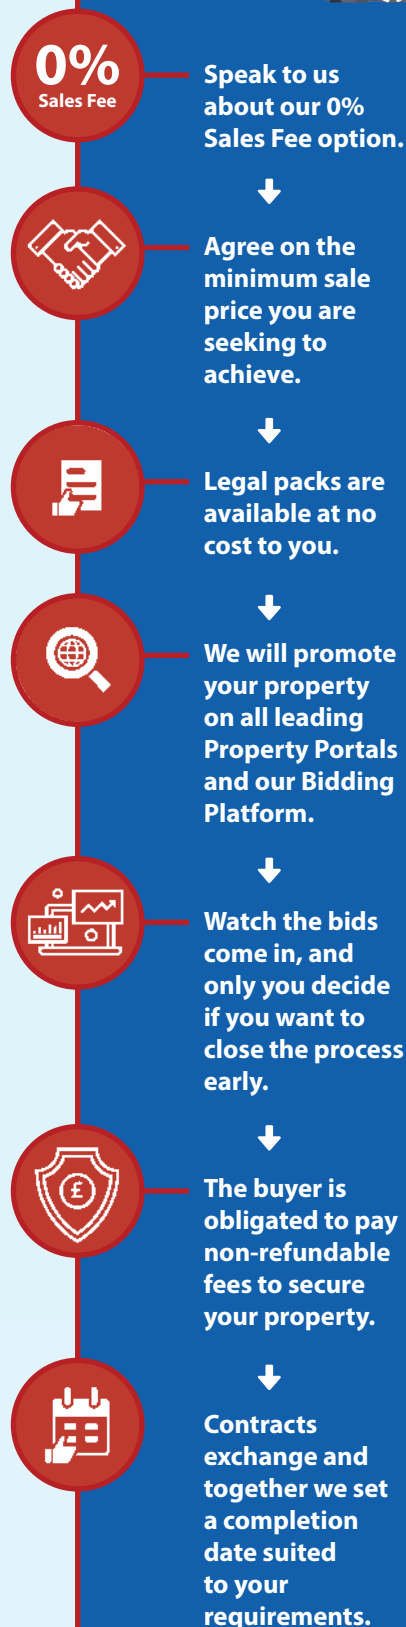 0%
Sales Fee
Speak to us
about our 0%
Sales Fee option.
Agree on the
minimum sale
price you are
seeking to
achieve.
Legal packs are
available at no
cost to you.
We will promote
your property
on all leading
Property Portals
and our Bidding
Platform.
Watch the bids
come in, and
only you decide
if you want to
close the process
early.
£
The buyer is
obligated to pay
non-refundable
fees to secure
your property.
Contracts
exchange and
together we set
a completion
date suited
to your
requirements.